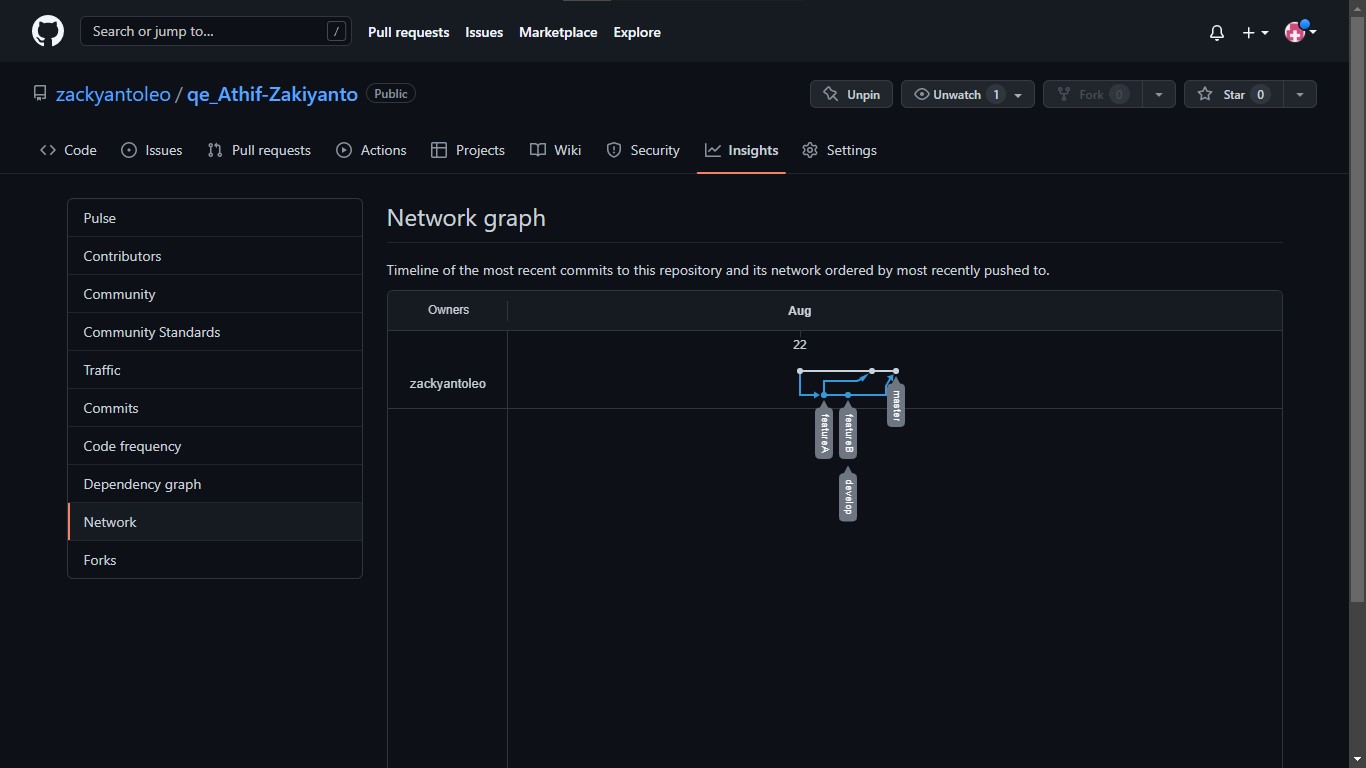 Search or jump to... /
Pull requests Issues Marketplace Explore
zackyantoleo / qe_Athif-Zakiyanto Public
Unpin Unwatch 1 Fork 0 Star 0
Code Issues Pull requests Actions Projects Wiki Security Insights Settings
Pulse
Contributors
Community
Community Standards
Traffic
Commits
Code frequency
Dependency graph
Network
Forks
Network graph
Timeline of the most recent commits to this repository and its network ordered by most recently pushed to.
Owners Aug
22
zackyantoleo
master
featureA
featureB
develop